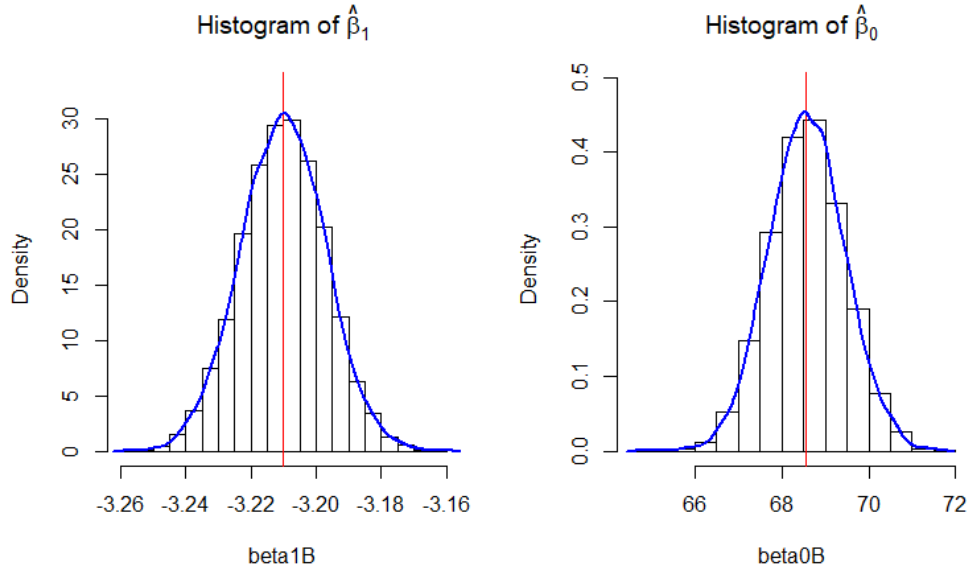 Histogram of β̂₁
Density
0 5 10 15 20 25 30
-3.26 -3.22 -3.20 -3.18 -3.16
beta1B
Histogram of β̂₀
Density
0.0 0.1 0.2 0.3 0.4 0.5
66 68 70 72
beta0B